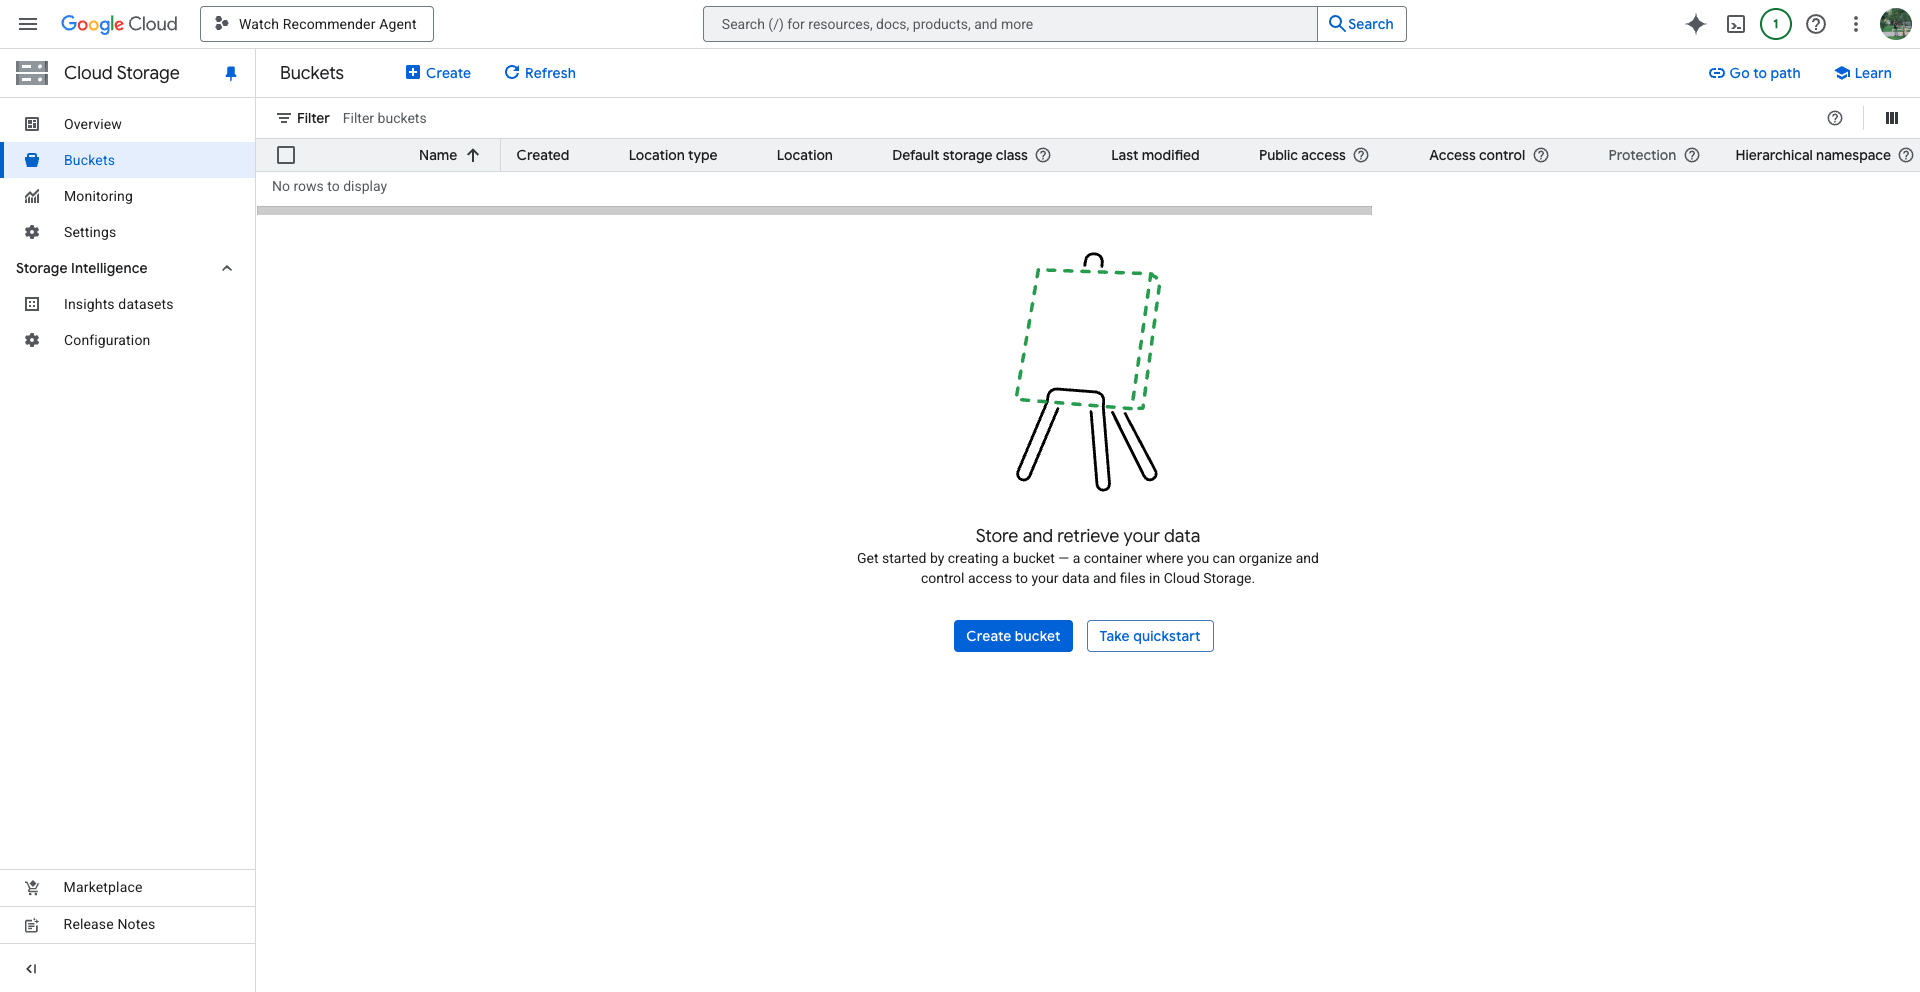 Google Cloud
Watch Recommender Agent
Search (/) for resources, docs, products, and more
Search
1
Cloud Storage
Buckets
Create
Refresh
Go to path
Learn
Overview
Buckets
Monitoring
Settings
Storage Intelligence
Insights datasets
Configuration
Marketplace
Release Notes
Filter
Filter buckets
Name
Created
Location type
Location
Default storage class
Last modified
Public access
Access control
Protection
Hierarchical namespace
No rows to display
Store and retrieve your data
Get started by creating a bucket — a container where you can organize and
control access to your data and files in Cloud Storage.
Create bucket
Take quickstart